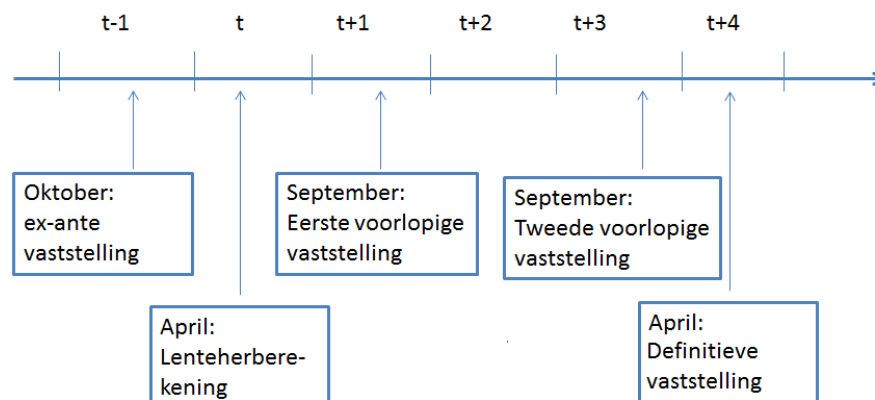 t-1 t t+1 t+2 t+3 t+4
Oktober:
ex-ante
vaststelling
September:
Eerste voorlopige
vaststelling
September:
Tweede voorlopige
vaststelling
April:
Lenteherbere-
kening
April:
Definitieve
vaststelling